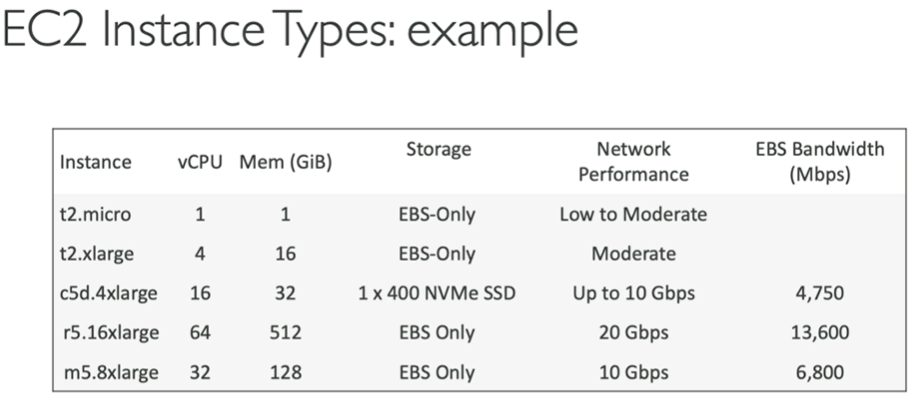 EC2 Instance Types: example
Instance vCPU Mem (GiB) Storage Network Performance EBS Bandwidth (Mbps)
t2.micro 1 1 EBS-Only Low to Moderate
t2.xlarge 4 16 EBS-Only Moderate
c5d.4xlarge 16 32 1 x 400 NVMe SSD Up to 10 Gbps 4,750
r5.16xlarge 64 512 EBS Only 20 Gbps 13,600
m5.8xlarge 32 128 EBS Only 10 Gbps 6,800